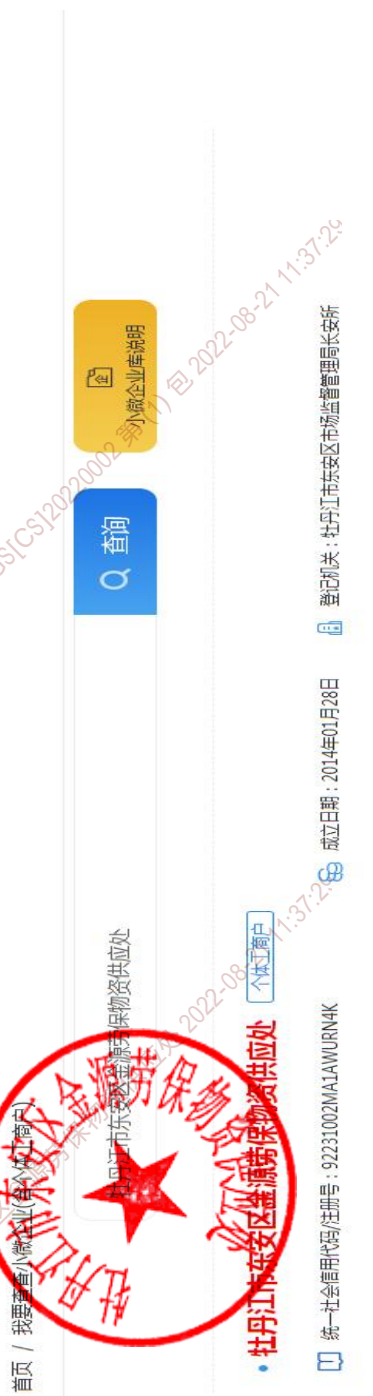 首页 / 我要查看小微企业(含个体工商户)
牡丹江市东安区金源劳保物资供应处
查询
小微企业库说明
牡丹江市东安区金源劳保物资供应处 个体工商户
统一社会信用代码/注册号：92231002MA1AWURN4K
成立日期：2014年01月28日
登记机关：牡丹江市东安区市场监督管理局长安所
牡丹江市东安区金源劳保物资供应处
S[CS]20220002 第(1)包 2022-08-21 11:37:29